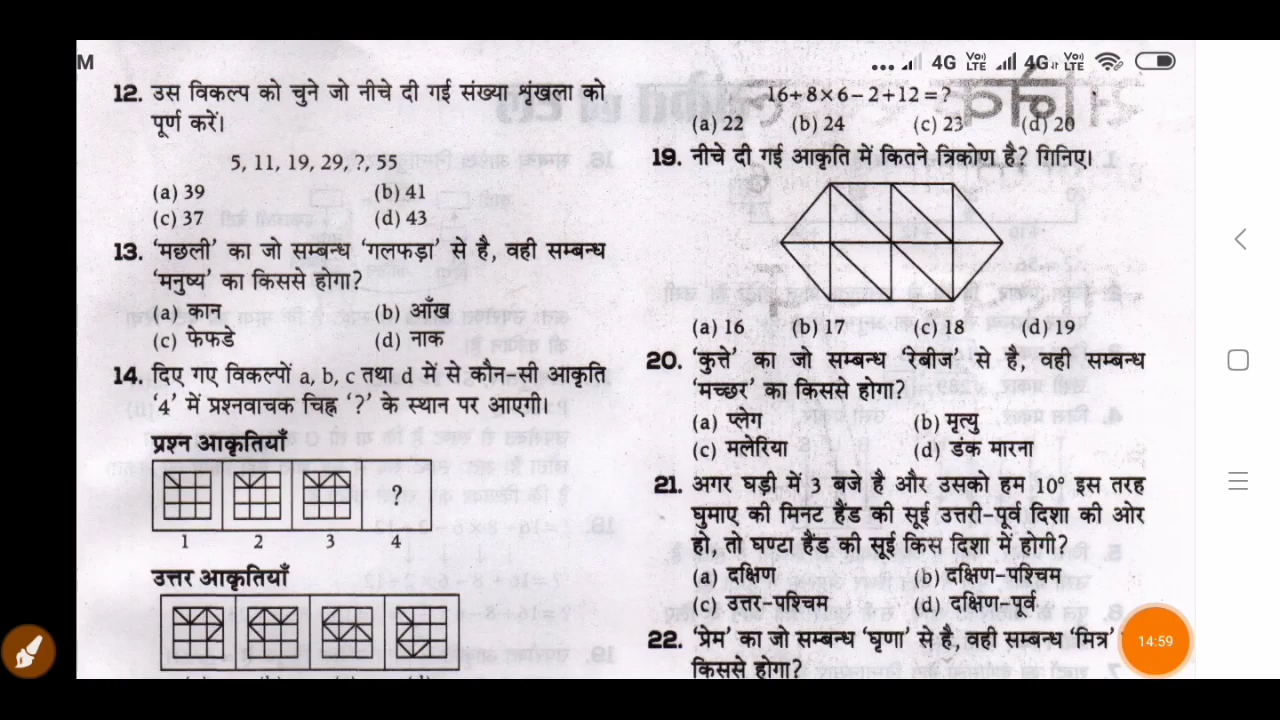 M
... 4G VoLTE 4G VoLTE
12. उस विकल्प को चुने जो नीचे दी गई संख्या शृंखला को
पूर्ण करें।
5, 11, 19, 29, ?, 55
(a) 39 (b) 41
(c) 37 (d) 43
13. ‘मछली’ का जो सम्बन्ध ‘गलफड़ा’ से है, वही सम्बन्ध
‘मनुष्य’ का किससे होगा?
(a) कान (b) आँख
(c) फेफडे (d) नाक
14. दिए गए विकल्पों a, b, c तथा d में से कौन-सी आकृति
‘4’ में प्रश्नवाचक चिह्न ‘?’ के स्थान पर आएगी।
प्रश्न आकृतियाँ
?
1 2 3 4
उत्तर आकृतियाँ
16+8×6−2+12=?
(a) 22 (b) 24 (c) 23 (d) 20
19. नीचे दी गई आकृति में कितने त्रिकोण है? गिनिए।
(a) 16 (b) 17 (c) 18 (d) 19
20. ‘कुत्ते’ का जो सम्बन्ध ‘रेबीज’ से है, वही सम्बन्ध
‘मच्छर’ का किससे होगा?
(a) प्लेग (b) मृत्यु
(c) मलेरिया (d) डंक मारना
21. अगर घड़ी में 3 बजे है और उसको हम 10° इस तरह
घुमाए की मिनट हैंड की सूई उत्तरी-पूर्व दिशा की ओर
हो, तो घण्टा हैंड की सूई किस दिशा में होगी?
(a) दक्षिण (b) दक्षिण-पश्चिम
(c) उत्तर-पश्चिम (d) दक्षिण-पूर्व
22. ‘प्रेम’ का जो सम्बन्ध ‘घृणा’ से है, वही सम्बन्ध ‘मित्र’
किससे होगा?
14:59